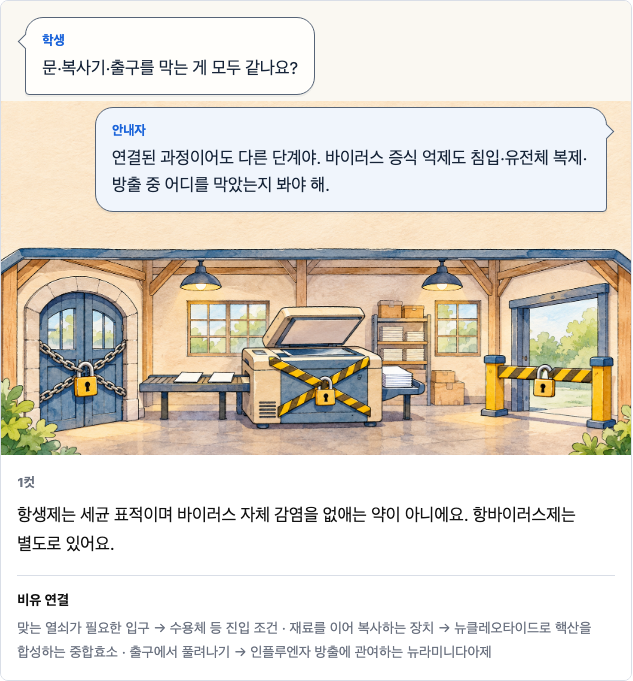 학생
문·복사기·출구를 막는 게 모두 같나요?
안내자
연결된 과정이어도 다른 단계야. 바이러스 증식 억제도 침입·유전체 복제·
방출 중 어디를 막았는지 봐야 해.
1컷
항생제는 세균 표적이며 바이러스 자체 감염을 없애는 약이 아니에요. 항바이러스제는
별도로 있어요.
비유 연결
맞는 열쇠가 필요한 입구 → 수용체 등 진입 조건 · 재료를 이어 복사하는 장치 → 뉴클레오타이드로 핵산을
합성하는 중합효소 · 출구에서 풀려나기 → 인플루엔자 방출에 관여하는 뉴라미니다아제